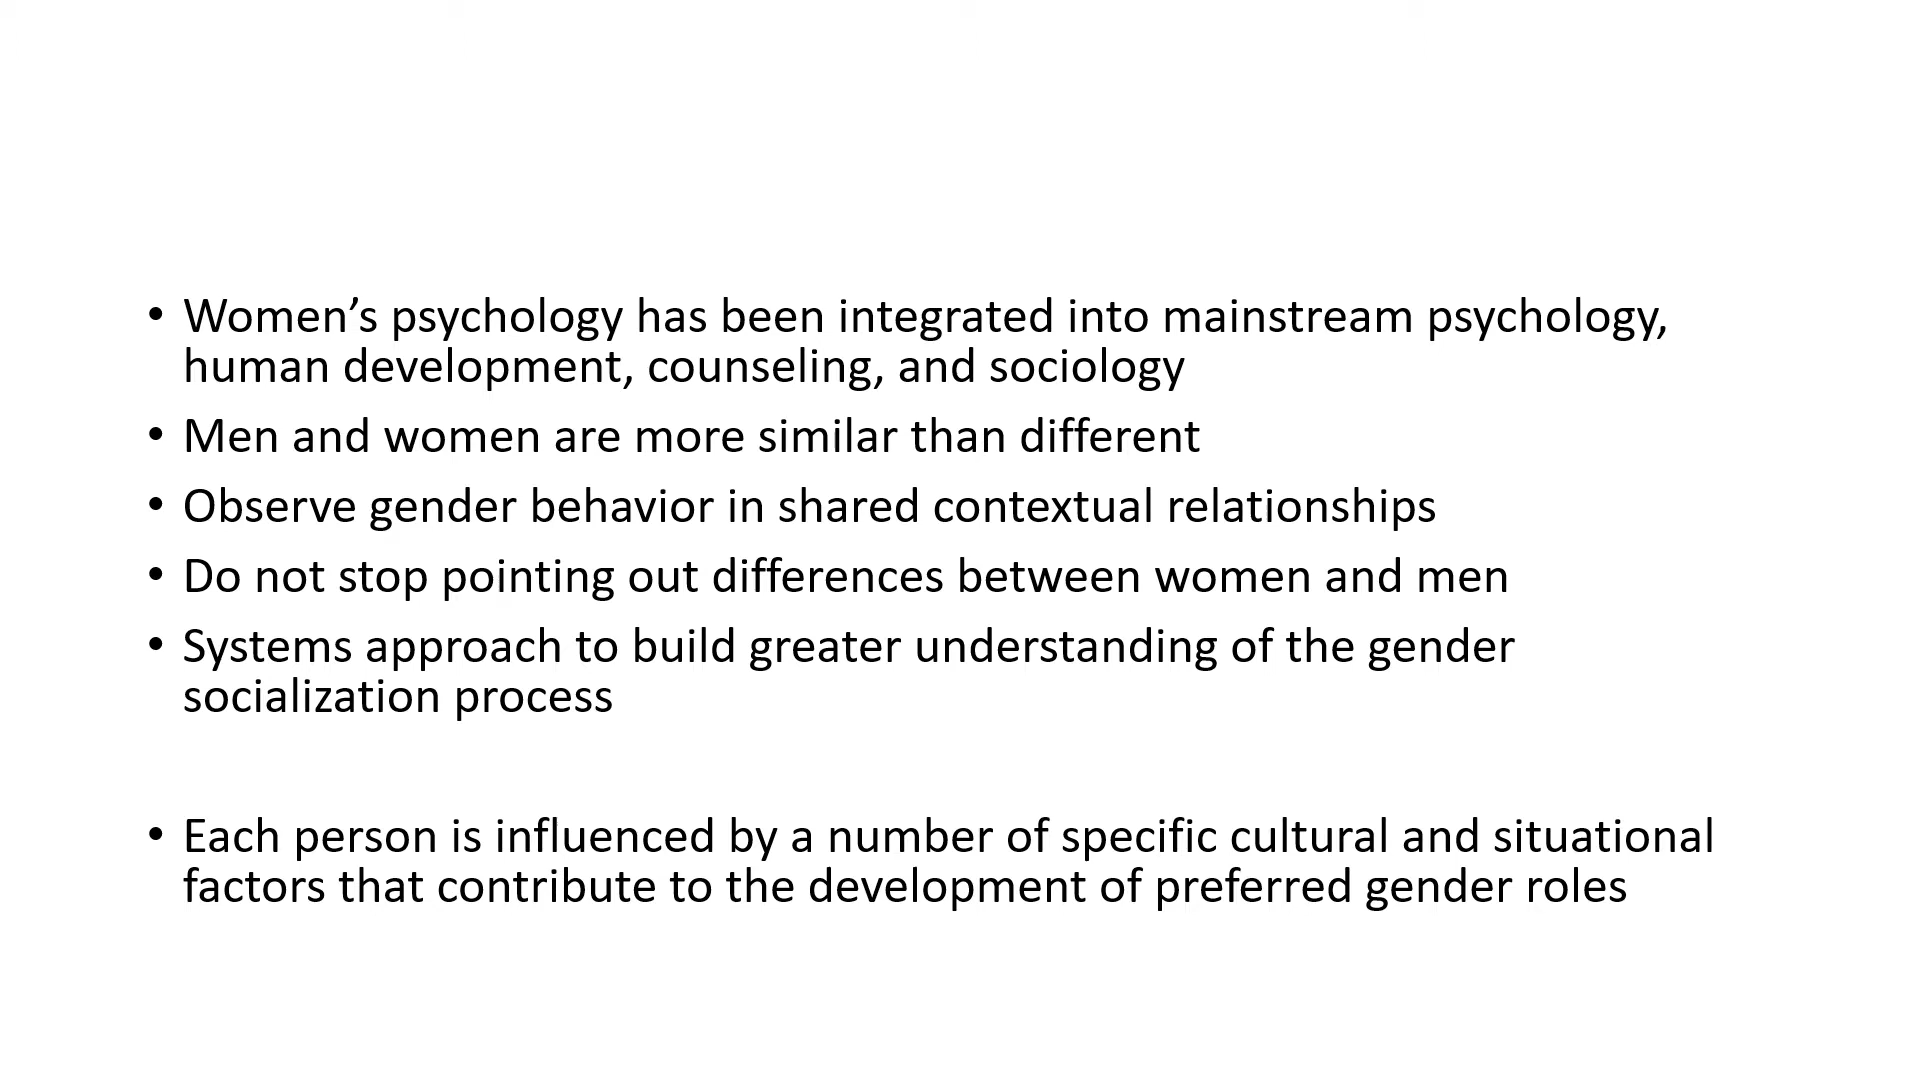 • Women’s psychology has been integrated into mainstream psychology,
human development, counseling, and sociology
• Men and women are more similar than different
• Observe gender behavior in shared contextual relationships
• Do not stop pointing out differences between women and men
• Systems approach to build greater understanding of the gender
socialization process
• Each person is influenced by a number of specific cultural and situational
factors that contribute to the development of preferred gender roles